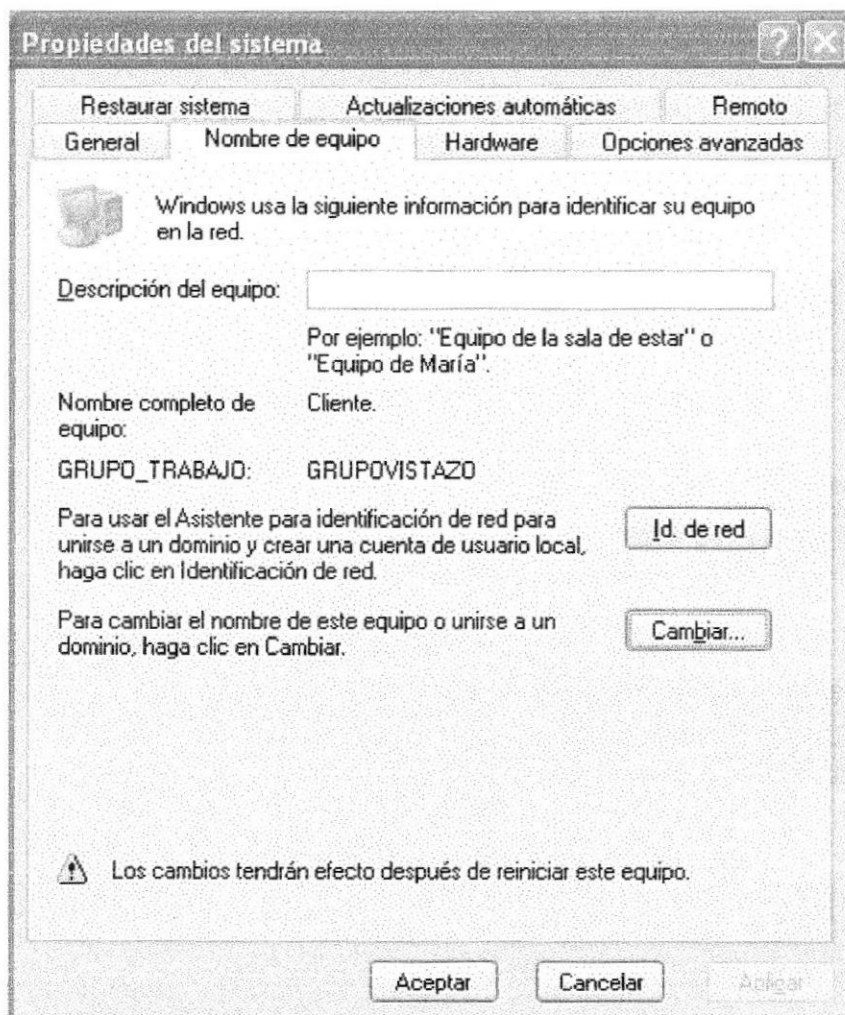 Propiedades del sistema
Restaurar sistema Actualizaciones automáticas Remoto
General Nombre de equipo Hardware Opciones avanzadas
Windows usa la siguiente información para identificar su equipo
en la red.
Descripción del equipo:
Por ejemplo: "Equipo de la sala de estar" o
"Equipo de María".
Nombre completo de Cliente.
equipo:
GRUPO_TRABAJO: GRUPOVISTAZO
Para usar el Asistente para identificación de red para
unirse a un dominio y crear una cuenta de usuario local,
haga clic en Identificación de red.
Id. de red
Para cambiar el nombre de este equipo o unirse a un
dominio, haga clic en Cambiar.
Cambiar...
Los cambios tendrán efecto después de reiniciar este equipo.
Aceptar Cancelar Aplicar